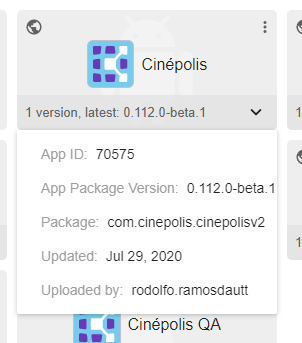 Cinépolis
1 version, latest: 0.112.0-beta.1
App ID: 70575
App Package Version: 0.112.0-beta.1
Package: com.cinepolis.cinepolisv2
Updated: Jul 29, 2020
Uploaded by: rodolfo.ramosdautt
Cinépolis QA